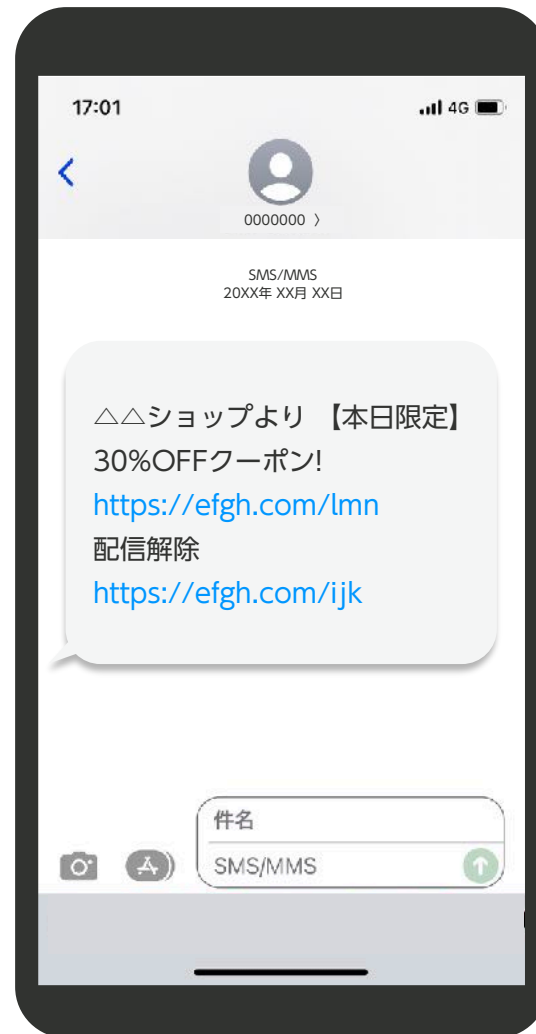 17:01
4G
0000000 〉
SMS/MMS
20XX年 XX月 XX日
△△ショップより 【本日限定】
30%OFFクーポン!
https://efgh.com/lmn
配信解除
https://efgh.com/ijk
件名
SMS/MMS